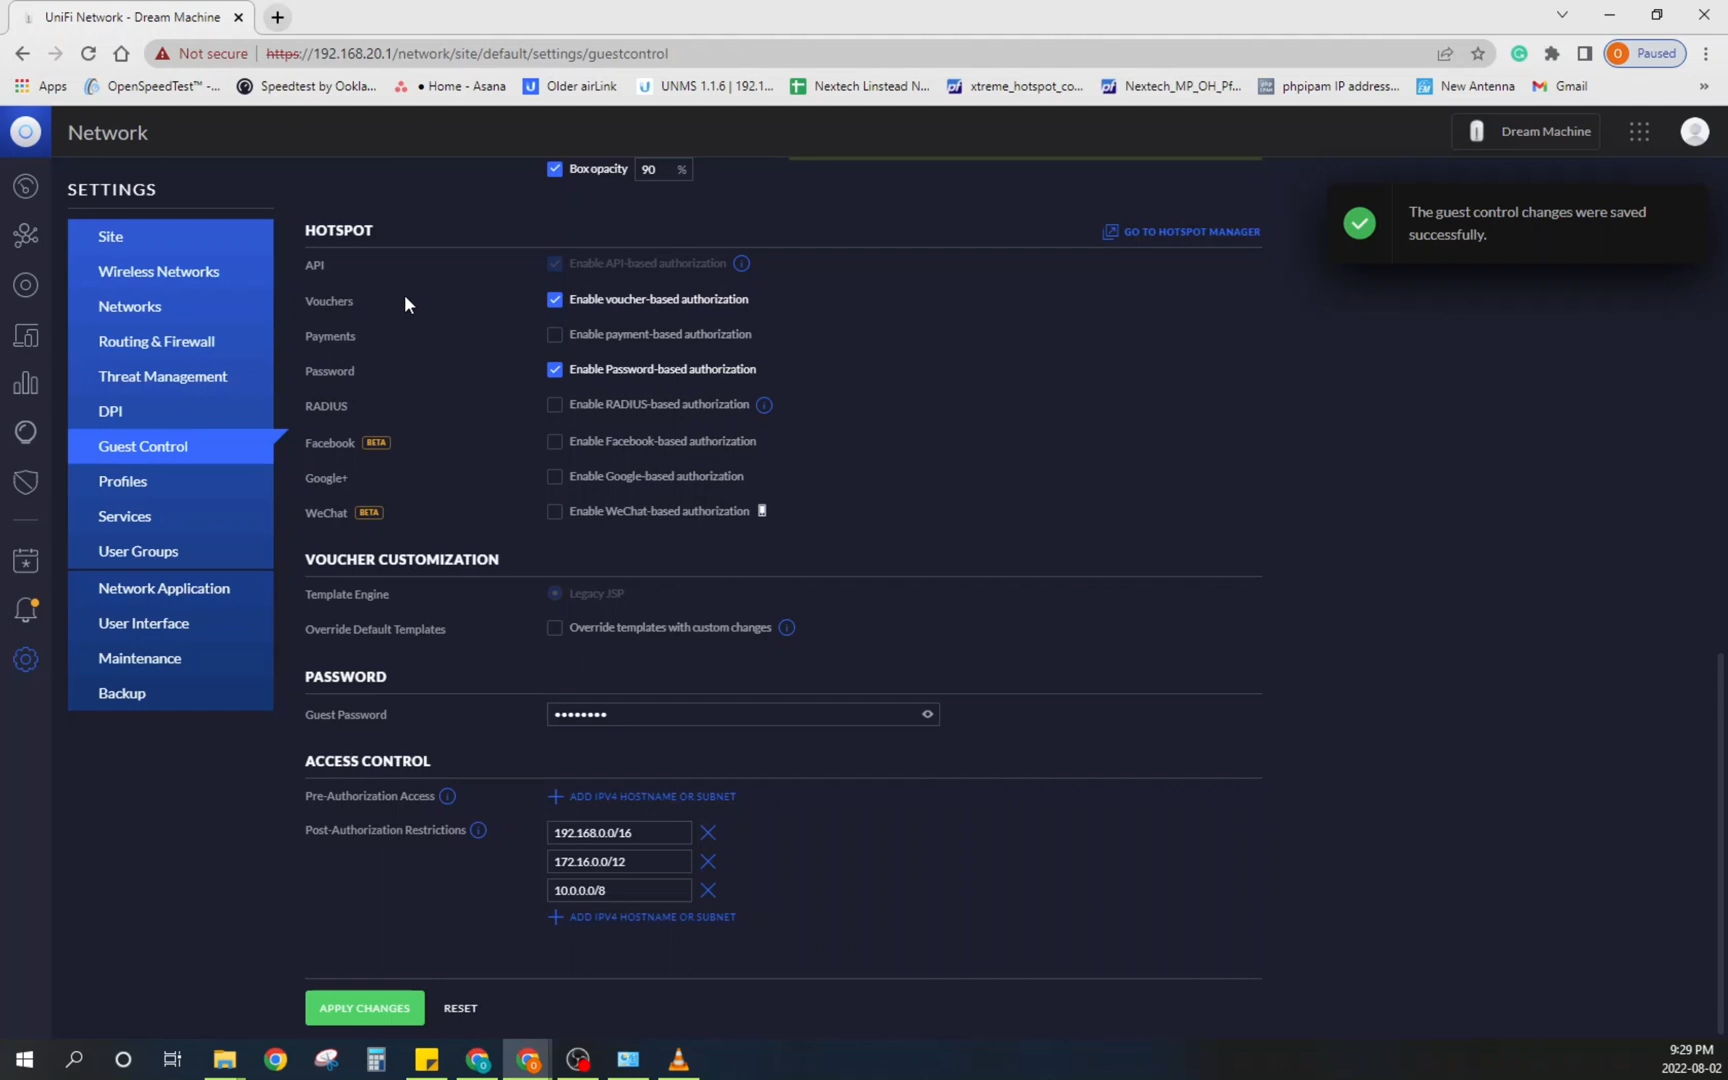 UniFi Network - Dream Machine
Not secure
https://192.168.20.1/network/site/default/settings/guestcontrol
O Paused
Apps
OpenSpeedTest™ -...
Speedtest by Ookla...
• Home - Asana
Older airLink
UNMS 1.1.6 | 192.1...
Nextech Linstead N...
xtreme_hotspot_co...
Nextech_MP_OH_Pf...
phpipam IP address...
New Antenna
Gmail
»
Network
Dream Machine
SETTINGS
Box opacity 90 %
The guest control changes were saved
successfully.
Site
Wireless Networks
Networks
Routing & Firewall
Threat Management
DPI
Guest Control
Profiles
Services
User Groups
Network Application
User Interface
Maintenance
Backup
HOTSPOT
GO TO HOTSPOT MANAGER
API Enable API-based authorization
Vouchers Enable voucher-based authorization
Payments Enable payment-based authorization
Password Enable Password-based authorization
RADIUS Enable RADIUS-based authorization
Facebook BETA Enable Facebook-based authorization
Google+ Enable Google-based authorization
WeChat BETA Enable WeChat-based authorization
VOUCHER CUSTOMIZATION
Template Engine Legacy JSP
Override Default Templates Override templates with custom changes
PASSWORD
Guest Password ••••••••
ACCESS CONTROL
Pre-Authorization Access ADD IPV4 HOSTNAME OR SUBNET
Post-Authorization Restrictions 192.168.0.0/16
172.16.0.0/12
10.0.0.0/8
ADD IPV4 HOSTNAME OR SUBNET
APPLY CHANGES RESET
9:29 PM
2022-08-02